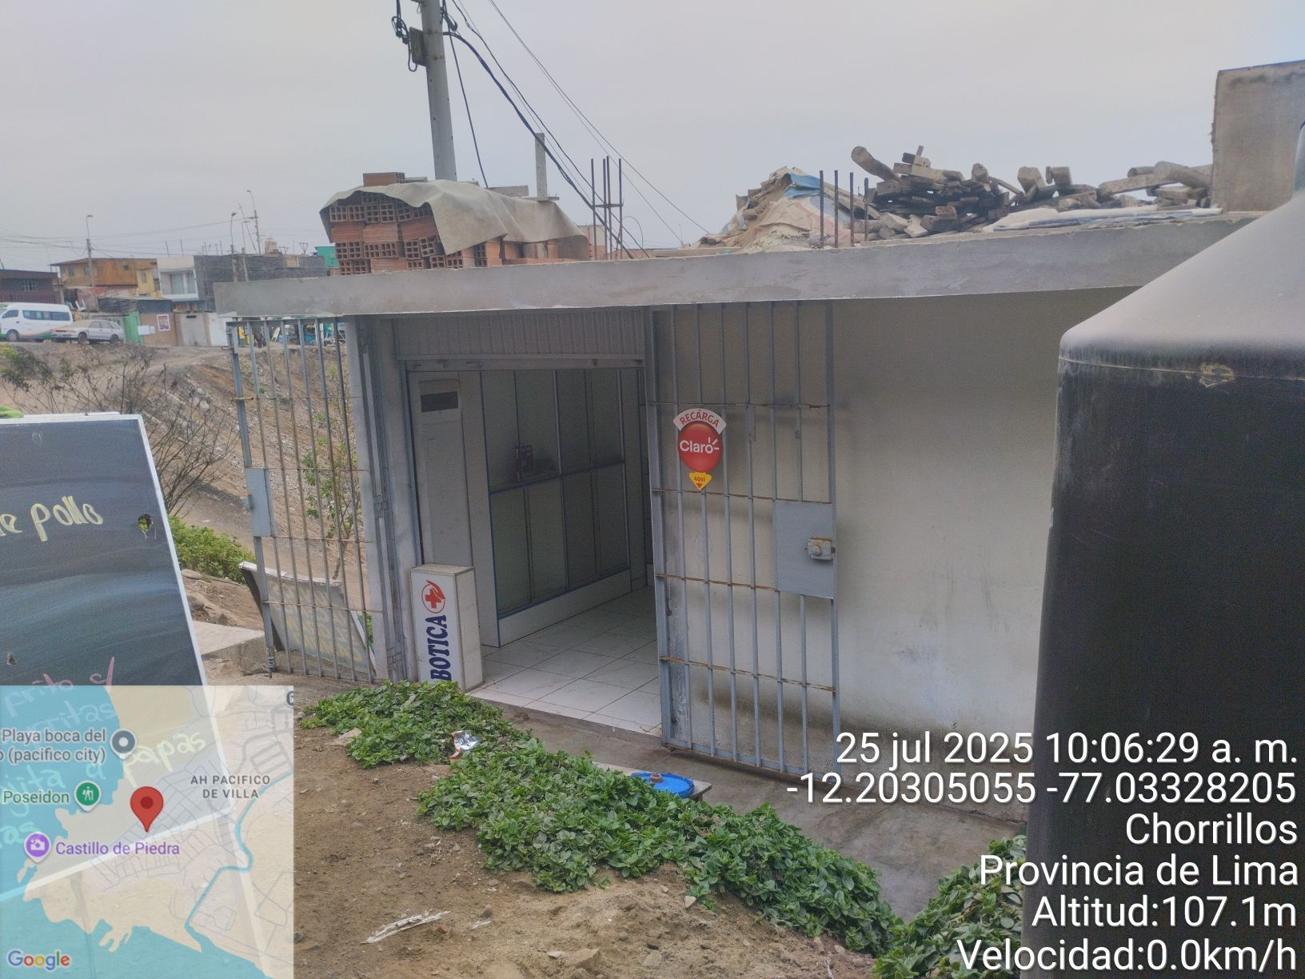 RECARGA
Claro
AQUÍ
e pollo
BOTICA
Playa boca del
o (pacifico city)
Poseidon
Castillo de Piedra
AH PACIFICO
DE VILLA
papas
Google
25 jul 2025 10:06:29 a. m.
-12.20305055 -77.03328205
Chorrillos
Provincia de Lima
Altitud:107.1m
Velocidad:0.0km/h